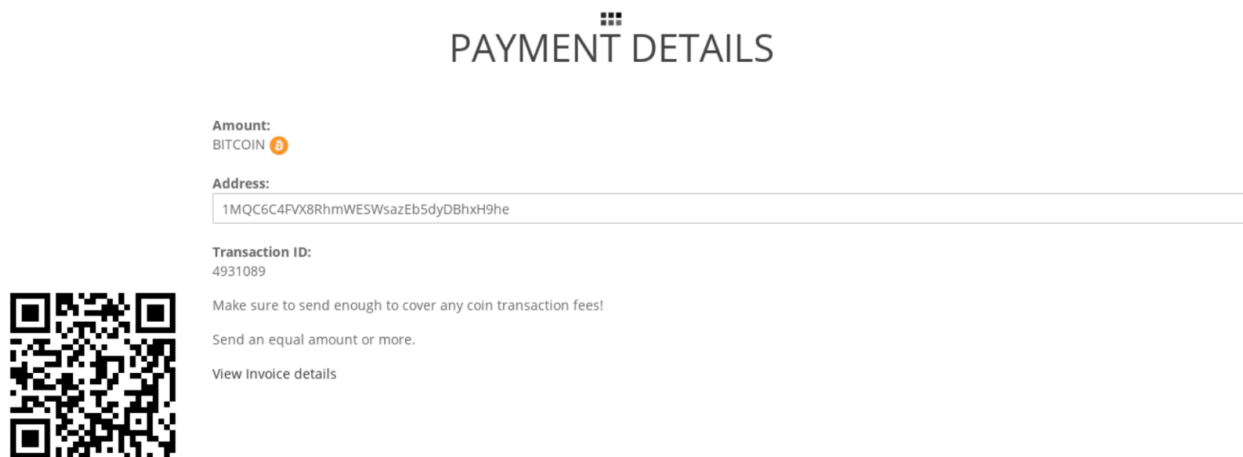 PAYMENT DETAILS
Amount:
BITCOIN
Address:
1MQC6C4FVX8RhmWESWsazEb5dyDBhxH9he
Transaction ID:
4931089
Make sure to send enough to cover any coin transaction fees!
Send an equal amount or more.
View Invoice details